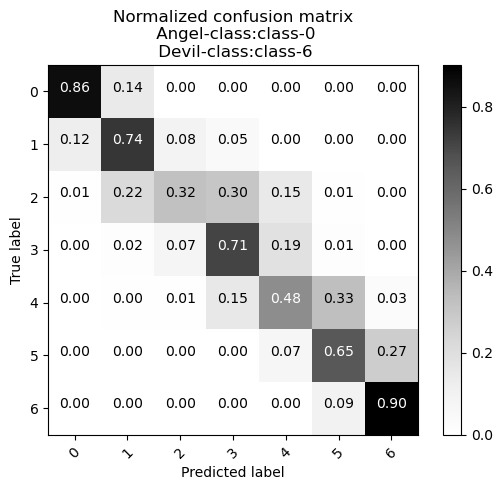 Normalized confusion matrix
Angel-class:class-0
Devil-class:class-6
0 0.86 0.14 0.00 0.00 0.00 0.00 0.00
1 0.12 0.74 0.08 0.05 0.00 0.00 0.00
2 0.01 0.22 0.32 0.30 0.15 0.01 0.00
3 0.00 0.02 0.07 0.71 0.19 0.01 0.00
4 0.00 0.00 0.01 0.15 0.48 0.33 0.03
5 0.00 0.00 0.00 0.00 0.07 0.65 0.27
6 0.00 0.00 0.00 0.00 0.00 0.09 0.90
0 1 2 3 4 5 6
True label
Predicted label
0.8
0.6
0.4
0.2
0.0